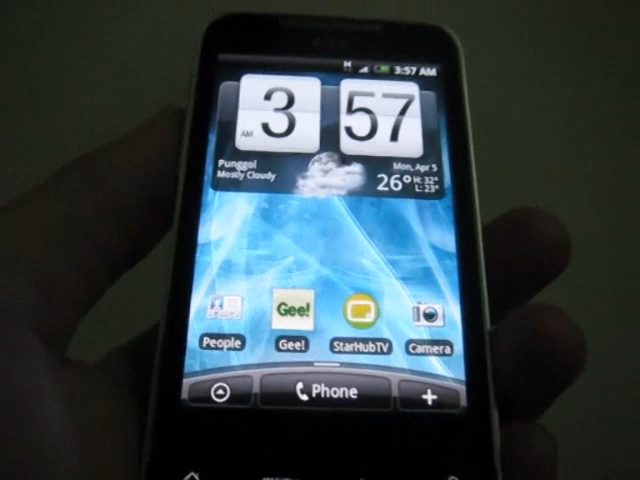 H 3:57 AM
3 57
AM
Punggol
Mostly Cloudy
Mon, Apr 5
26° H: 32°
L: 23°
Gee!
People Gee! StarHubTV Camera
Phone